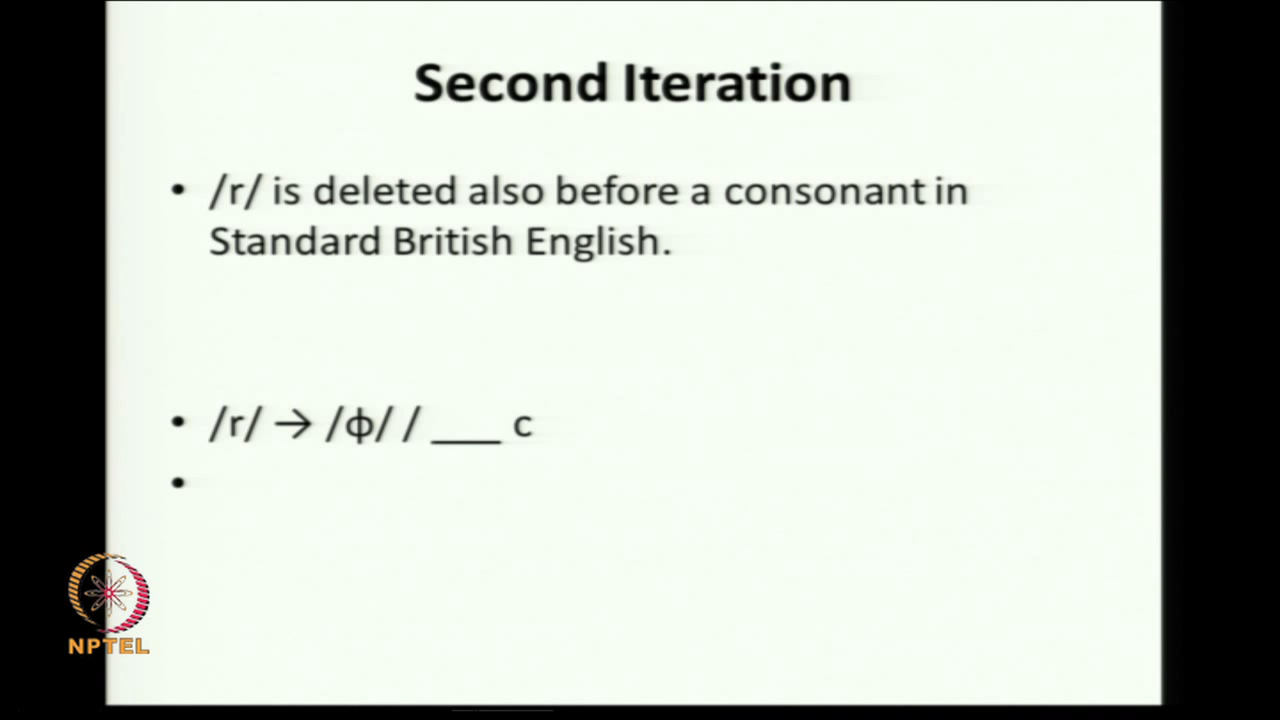 Second Iteration
• /r/ is deleted also before a consonant in
Standard British English.
• /r/ → /ϕ/ / ___ c
•
NPTEL